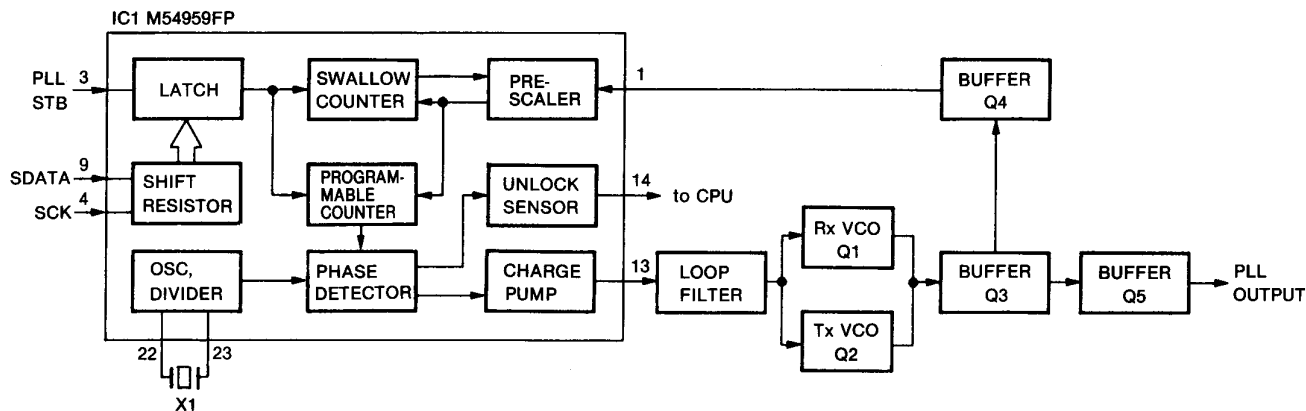 IC1 M54959FP
PLL
STB
3
LATCH
SWALLOW
COUNTER
PRE-
SCALER
1
BUFFER
Q4
SDATA
9
SCK
4
SHIFT
RESISTOR
PROGRAM-
MABLE
COUNTER
UNLOCK
SENSOR
14
to CPU
OSC,
DIVIDER
PHASE
DETECTOR
CHARGE
PUMP
13
LOOP
FILTER
Rx VCO
Q1
Tx VCO
Q2
BUFFER
Q3
BUFFER
Q5
PLL
OUTPUT
22
23
X1